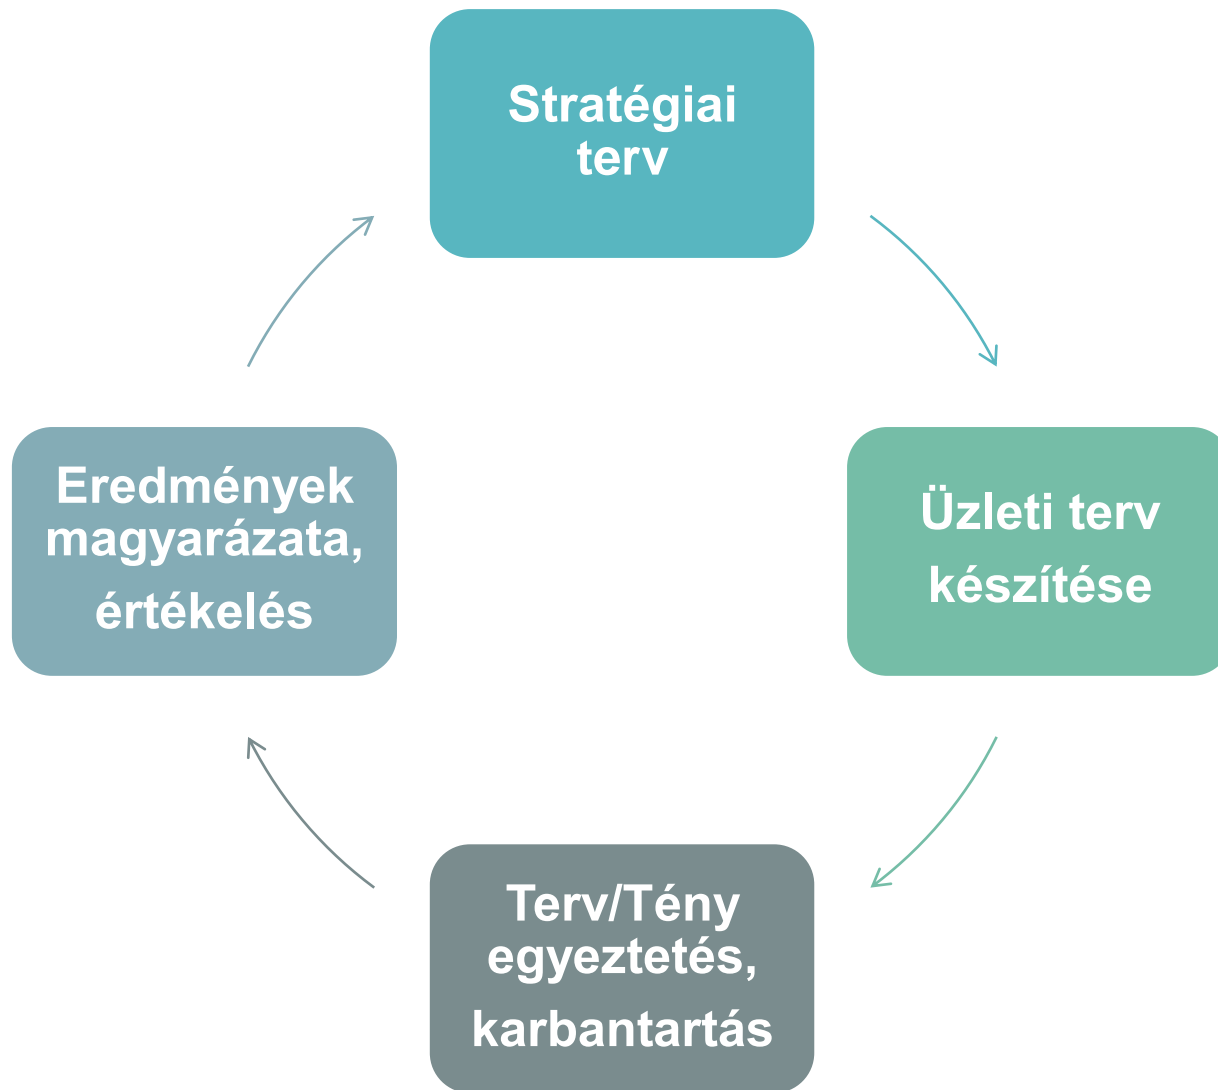 Stratégiai
terv
Üzleti terv
készítése
Terv/Tény
egyeztetés,
karbantartás
Eredmények
magyarázata,
értékelés